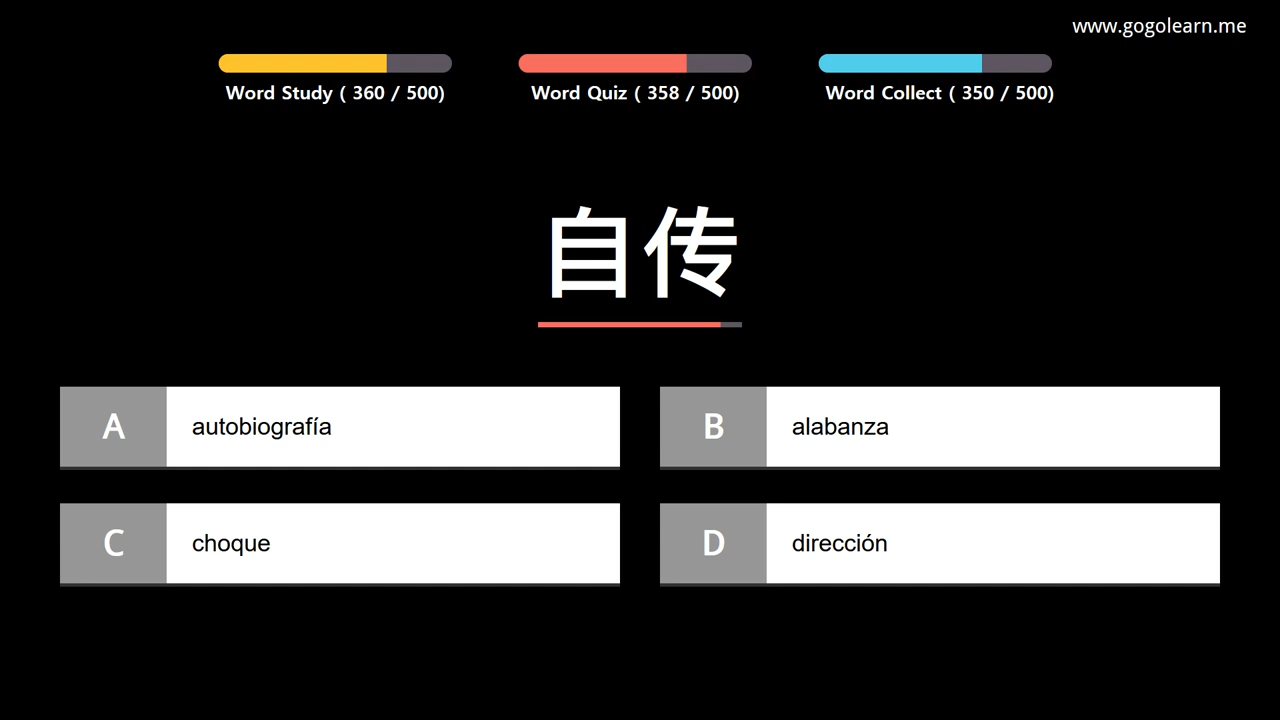 www.gogolearn.me
Word Study ( 360 / 500)
Word Quiz ( 358 / 500)
Word Collect ( 350 / 500)
自传
A autobiografía
B alabanza
C choque
D dirección